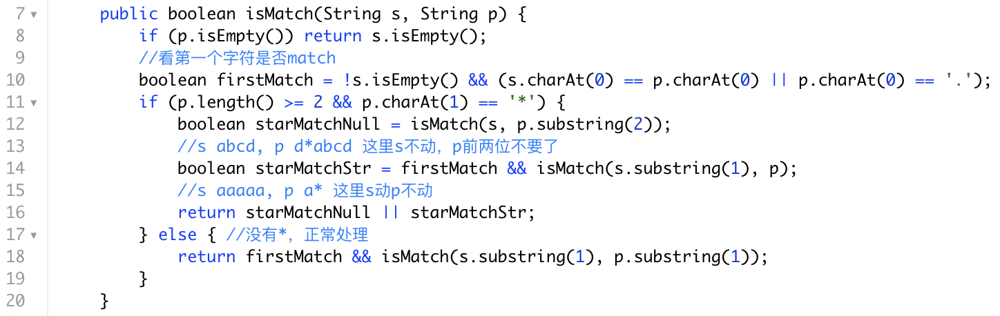 7 ▼ public boolean isMatch(String s, String p) {
8 if (p.isEmpty()) return s.isEmpty();
9 //看第一个字符是否match
10 boolean firstMatch = !s.isEmpty() && (s.charAt(0) == p.charAt(0) || p.charAt(0) == '.');
11 ▼ if (p.length() >= 2 && p.charAt(1) == '*') {
12 boolean starMatchNull = isMatch(s, p.substring(2));
13 //s abcd, p d*abcd 这里s不动，p前两位不要了
14 boolean starMatchStr = firstMatch && isMatch(s.substring(1), p);
15 //s aaaaa, p a* 这里s动p不动
16 return starMatchNull || starMatchStr;
17 ▼ } else { //没有*，正常处理
18 return firstMatch && isMatch(s.substring(1), p.substring(1));
19 }
20 }